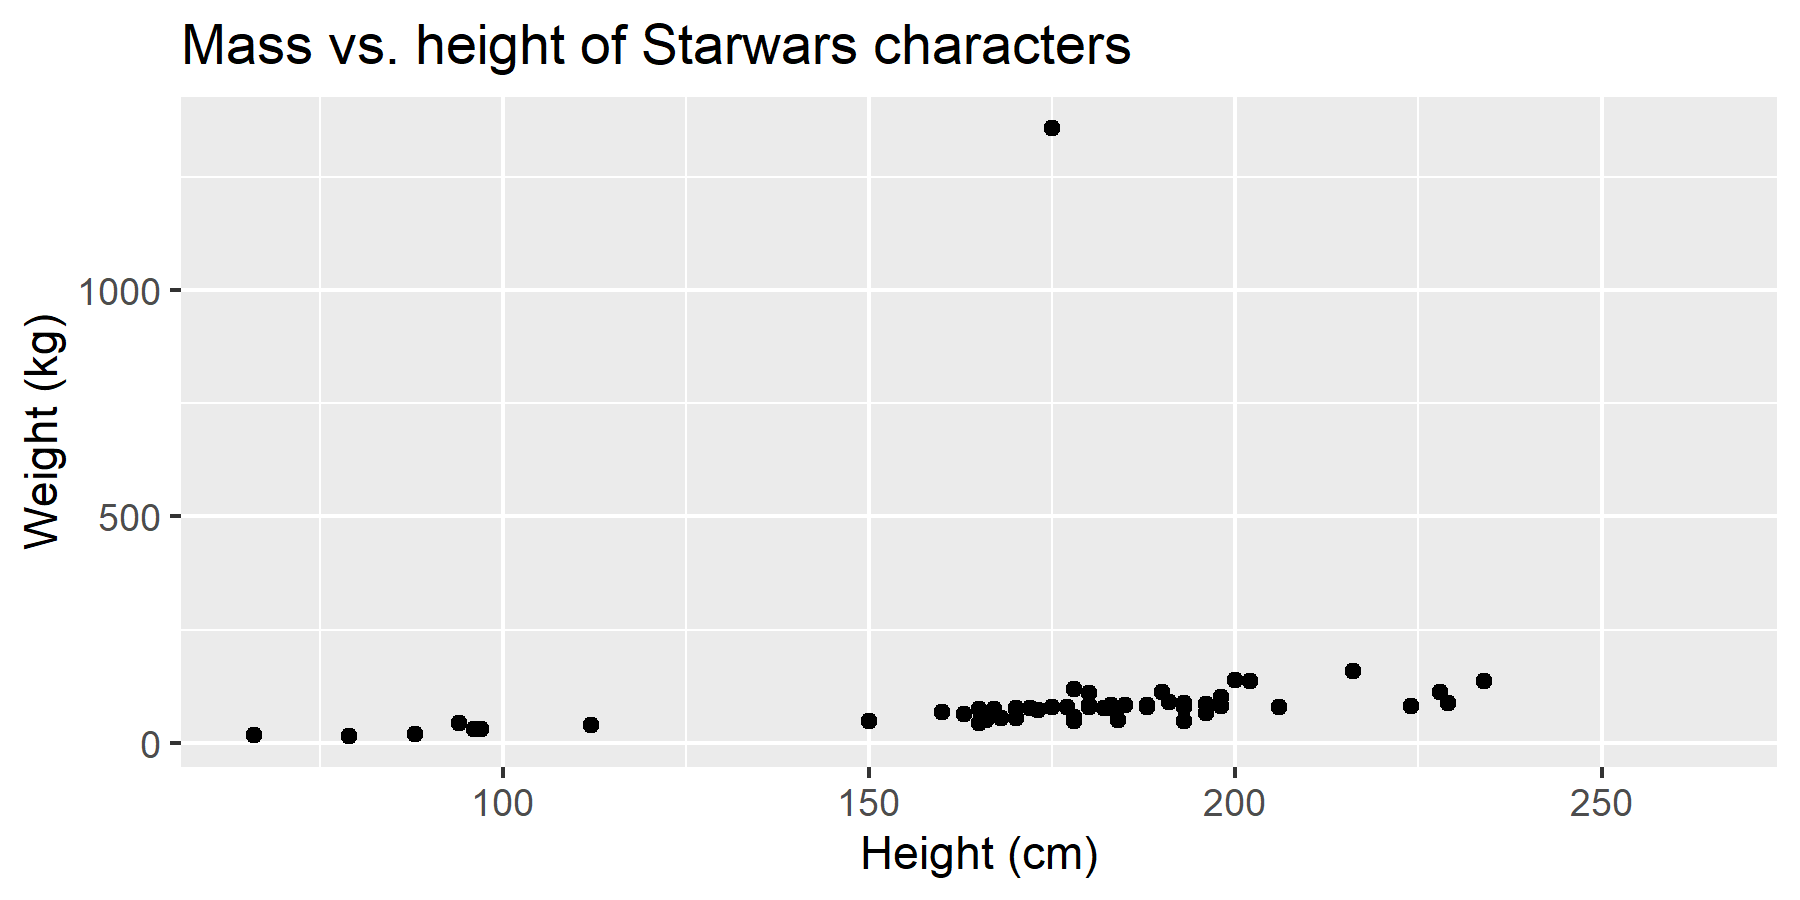 Mass vs. height of Starwars characters
Weight (kg)
1000
500
0
100 150 200 250
Height (cm)